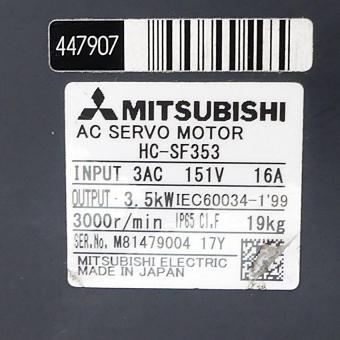 447907
MITSUBISHI
AC SERVO MOTOR
HC-SF353
INPUT 3AC 151V 16A
OUTPUT 3.5kW IEC60034-1'99
3000r/min IP65 Cl.F 19kg
SER.No. M81479004 17Y
MITSUBISHI ELECTRIC
MADE IN JAPAN